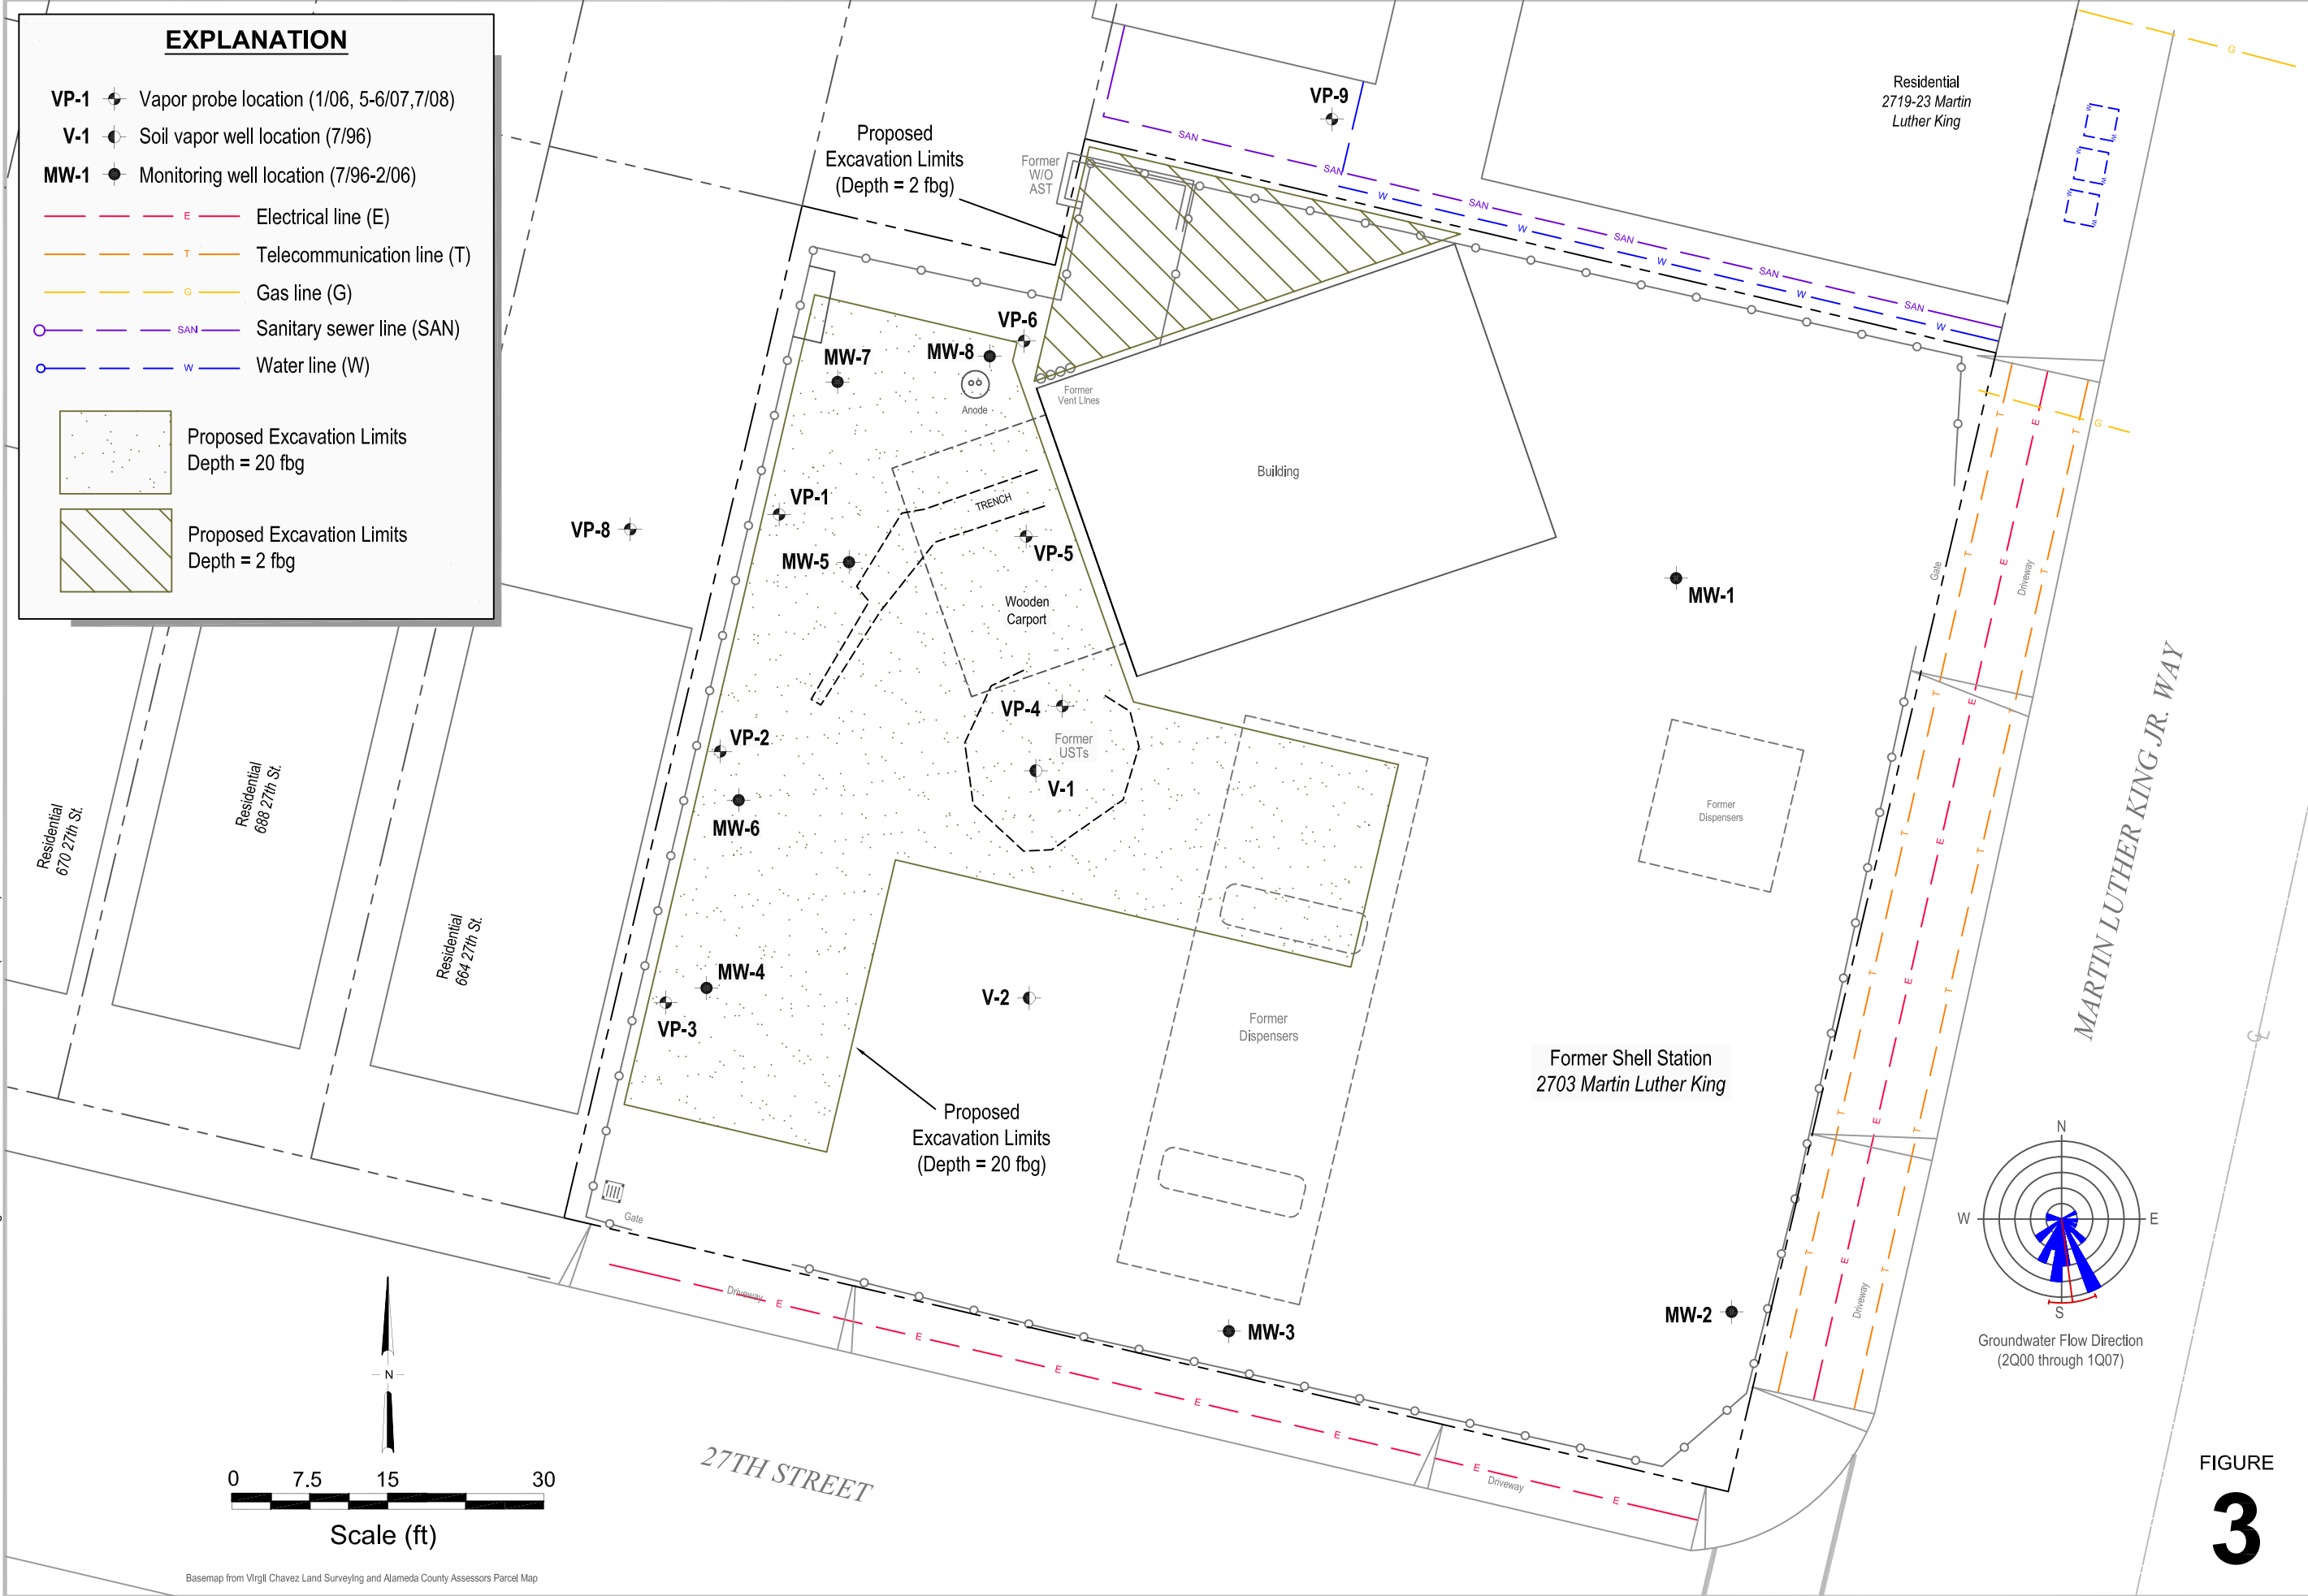 EXPLANATION
VP-1 Vapor probe location (1/06, 5-6/07,7/08)
V-1 Soil vapor well location (7/96)
MW-1 Monitoring well location (7/96-2/06)
E Electrical line (E)
T Telecommunication line (T)
G Gas line (G)
SAN Sanitary sewer line (SAN)
W Water line (W)
Proposed Excavation Limits
Depth = 20 fbg
Proposed Excavation Limits
Depth = 2 fbg
Proposed
Excavation Limits
(Depth = 2 fbg)
Former
W/O
AST
VP-9
Residential
2719-23 Martin
Luther King
G
SAN
SAN
SAN
SAN
SAN
SAN
W
W
W
W
W
VP-6
MW-7
MW-8
Anode
Former
Vent Lines
Building
TRENCH
VP-1
VP-8
MW-5
VP-5
Wooden
Carport
MW-1
Gate
Driveway
G
T
E
T
VP-4
Former
USTs
V-1
VP-2
MW-6
Former
Dispensers
Residential
670 27th St.
Residential
688 27th St.
Residential
664 27th St.
MW-4
VP-3
V-2
Former
Dispensers
Former Shell Station
2703 Martin Luther King
Proposed
Excavation Limits
(Depth = 20 fbg)
MARTIN LUTHER KING JR. WAY
Gate
Driveway
E
E
E
E
E
E
E
MW-3
MW-2
Driveway
Driveway
N
W
E
S
Groundwater Flow Direction
(2Q00 through 1Q07)
N
0 7.5 15 30
Scale (ft)
27TH STREET
Basemap from Virgil Chavez Land Surveying and Alameda County Assessors Parcel Map
FIGURE
3